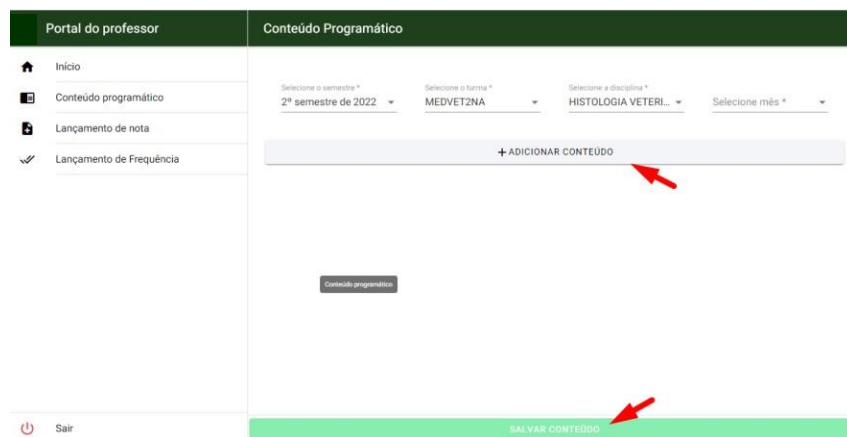 Portal do professor
Conteúdo Programático
Início
Conteúdo programático
Lançamento de nota
Lançamento de Frequência
Selecione o semestre *
2º semestre de 2022
Selecione o turma *
MEDVET2NA
Selecione a disciplina *
HISTOLOGIA VETERI...
Selecione mês *
+ ADICIONAR CONTEÚDO
Conteúdo programático
Sair
SALVAR CONTEÚDO